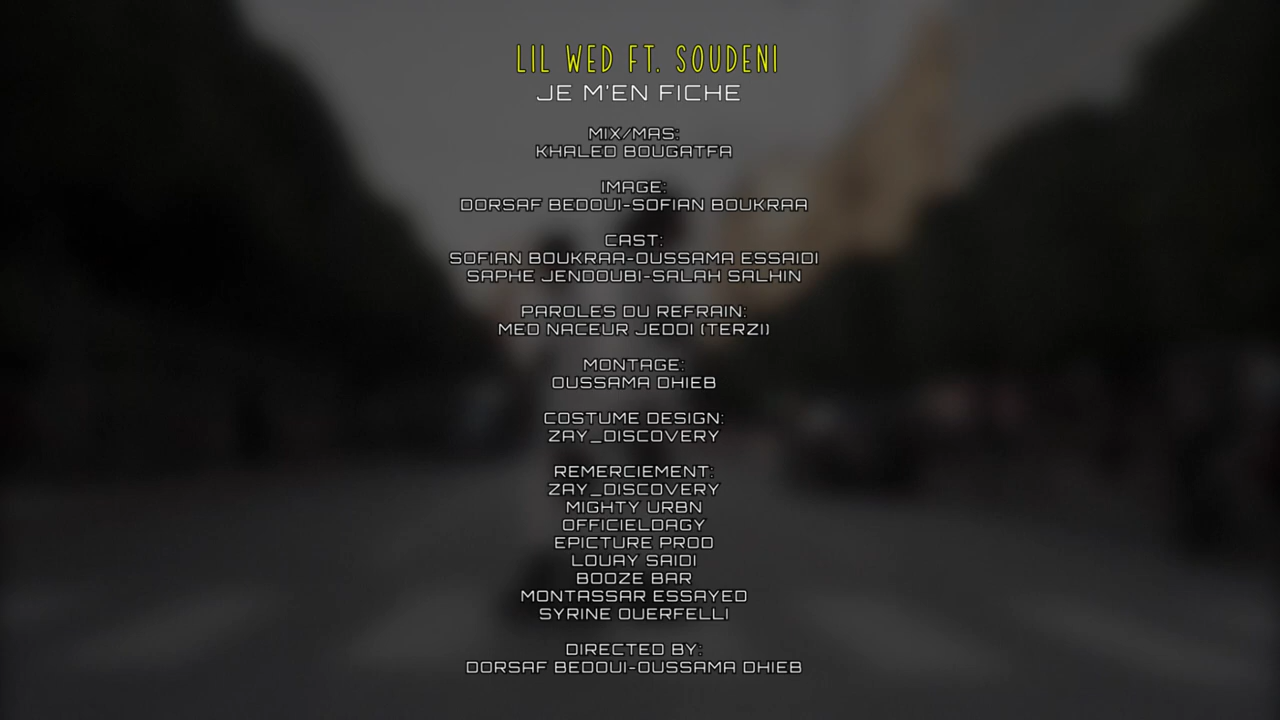 LIL WED FT. SOUDENI
JE M'EN FICHE
MIX/MAS:
KHALED BOUGATFA
IMAGE:
DORSAF BEDOUI-SOFIAN BOUKRAA
CAST:
SOFIAN BOUKRAA-OUSSAMA ESSAIDI
SAPHE JENDOUBI-SALAH SALHIN
PAROLES DU REFRAIN:
MED NACEUR JEDDI (TERZI)
MONTAGE:
OUSSAMA DHIEB
COSTUME DESIGN:
ZAY_DISCOVERY
REMERCIEMENT:
ZAY_DISCOVERY
MIGHTY URBN
OFFICIELDAGY
EPICTURE PROD
LOUAY SAIDI
BOOZE BAR
MONTASSAR ESSAYED
SYRINE OUERFELLI
DIRECTED BY:
DORSAF BEDOUI-OUSSAMA DHIEB